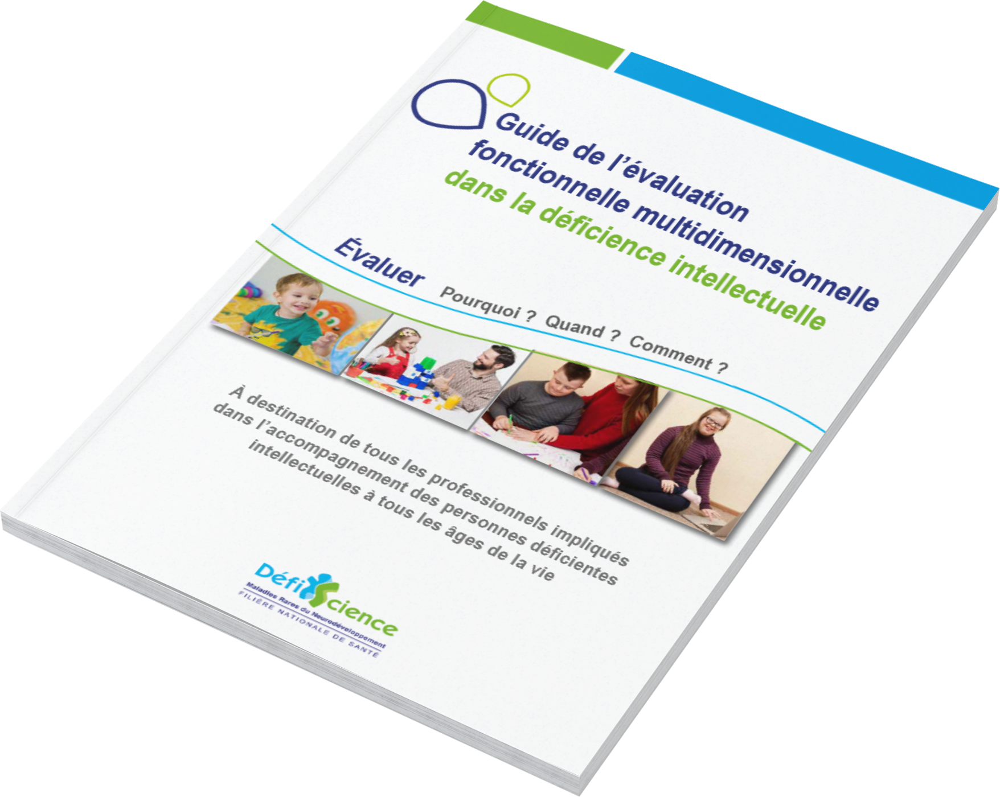 Guide de l'évaluation
fonctionnelle multidimensionnelle
dans la déficience intellectuelle
Évaluer Pourquoi ? Quand ? Comment ?
À destination de tous les professionnels impliqués
dans l'accompagnement des personnes déficientes
intellectuelles à tous les âges de la vie
DéfiScience
Maladies Rares du Neurodéveloppement
FILIÈRE NATIONALE DE SANTÉ